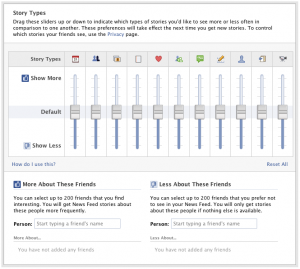 Story Types
Drag these sliders up or down to indicate which types of stories you'd like to see more or less often in
comparison to one another. These preferences will take effect the next time you get new stories. To control
which stories your friends see, use the Privacy page.
Story Types
Show More
Default
Show Less
How do I use this?
Reset All
More About These Friends
You can select up to 200 friends that you find
interesting. You will get News Feed stories about
these people more frequently.
Person: Start typing a friend's name
More About...
You have not added any friends
Less About These Friends
You can select up to 200 friends that you prefer not
to see in your News Feed. You will only get stories
about these people if nothing else is available.
Person: Start typing a friend's name
Less About...
You have not added any friends